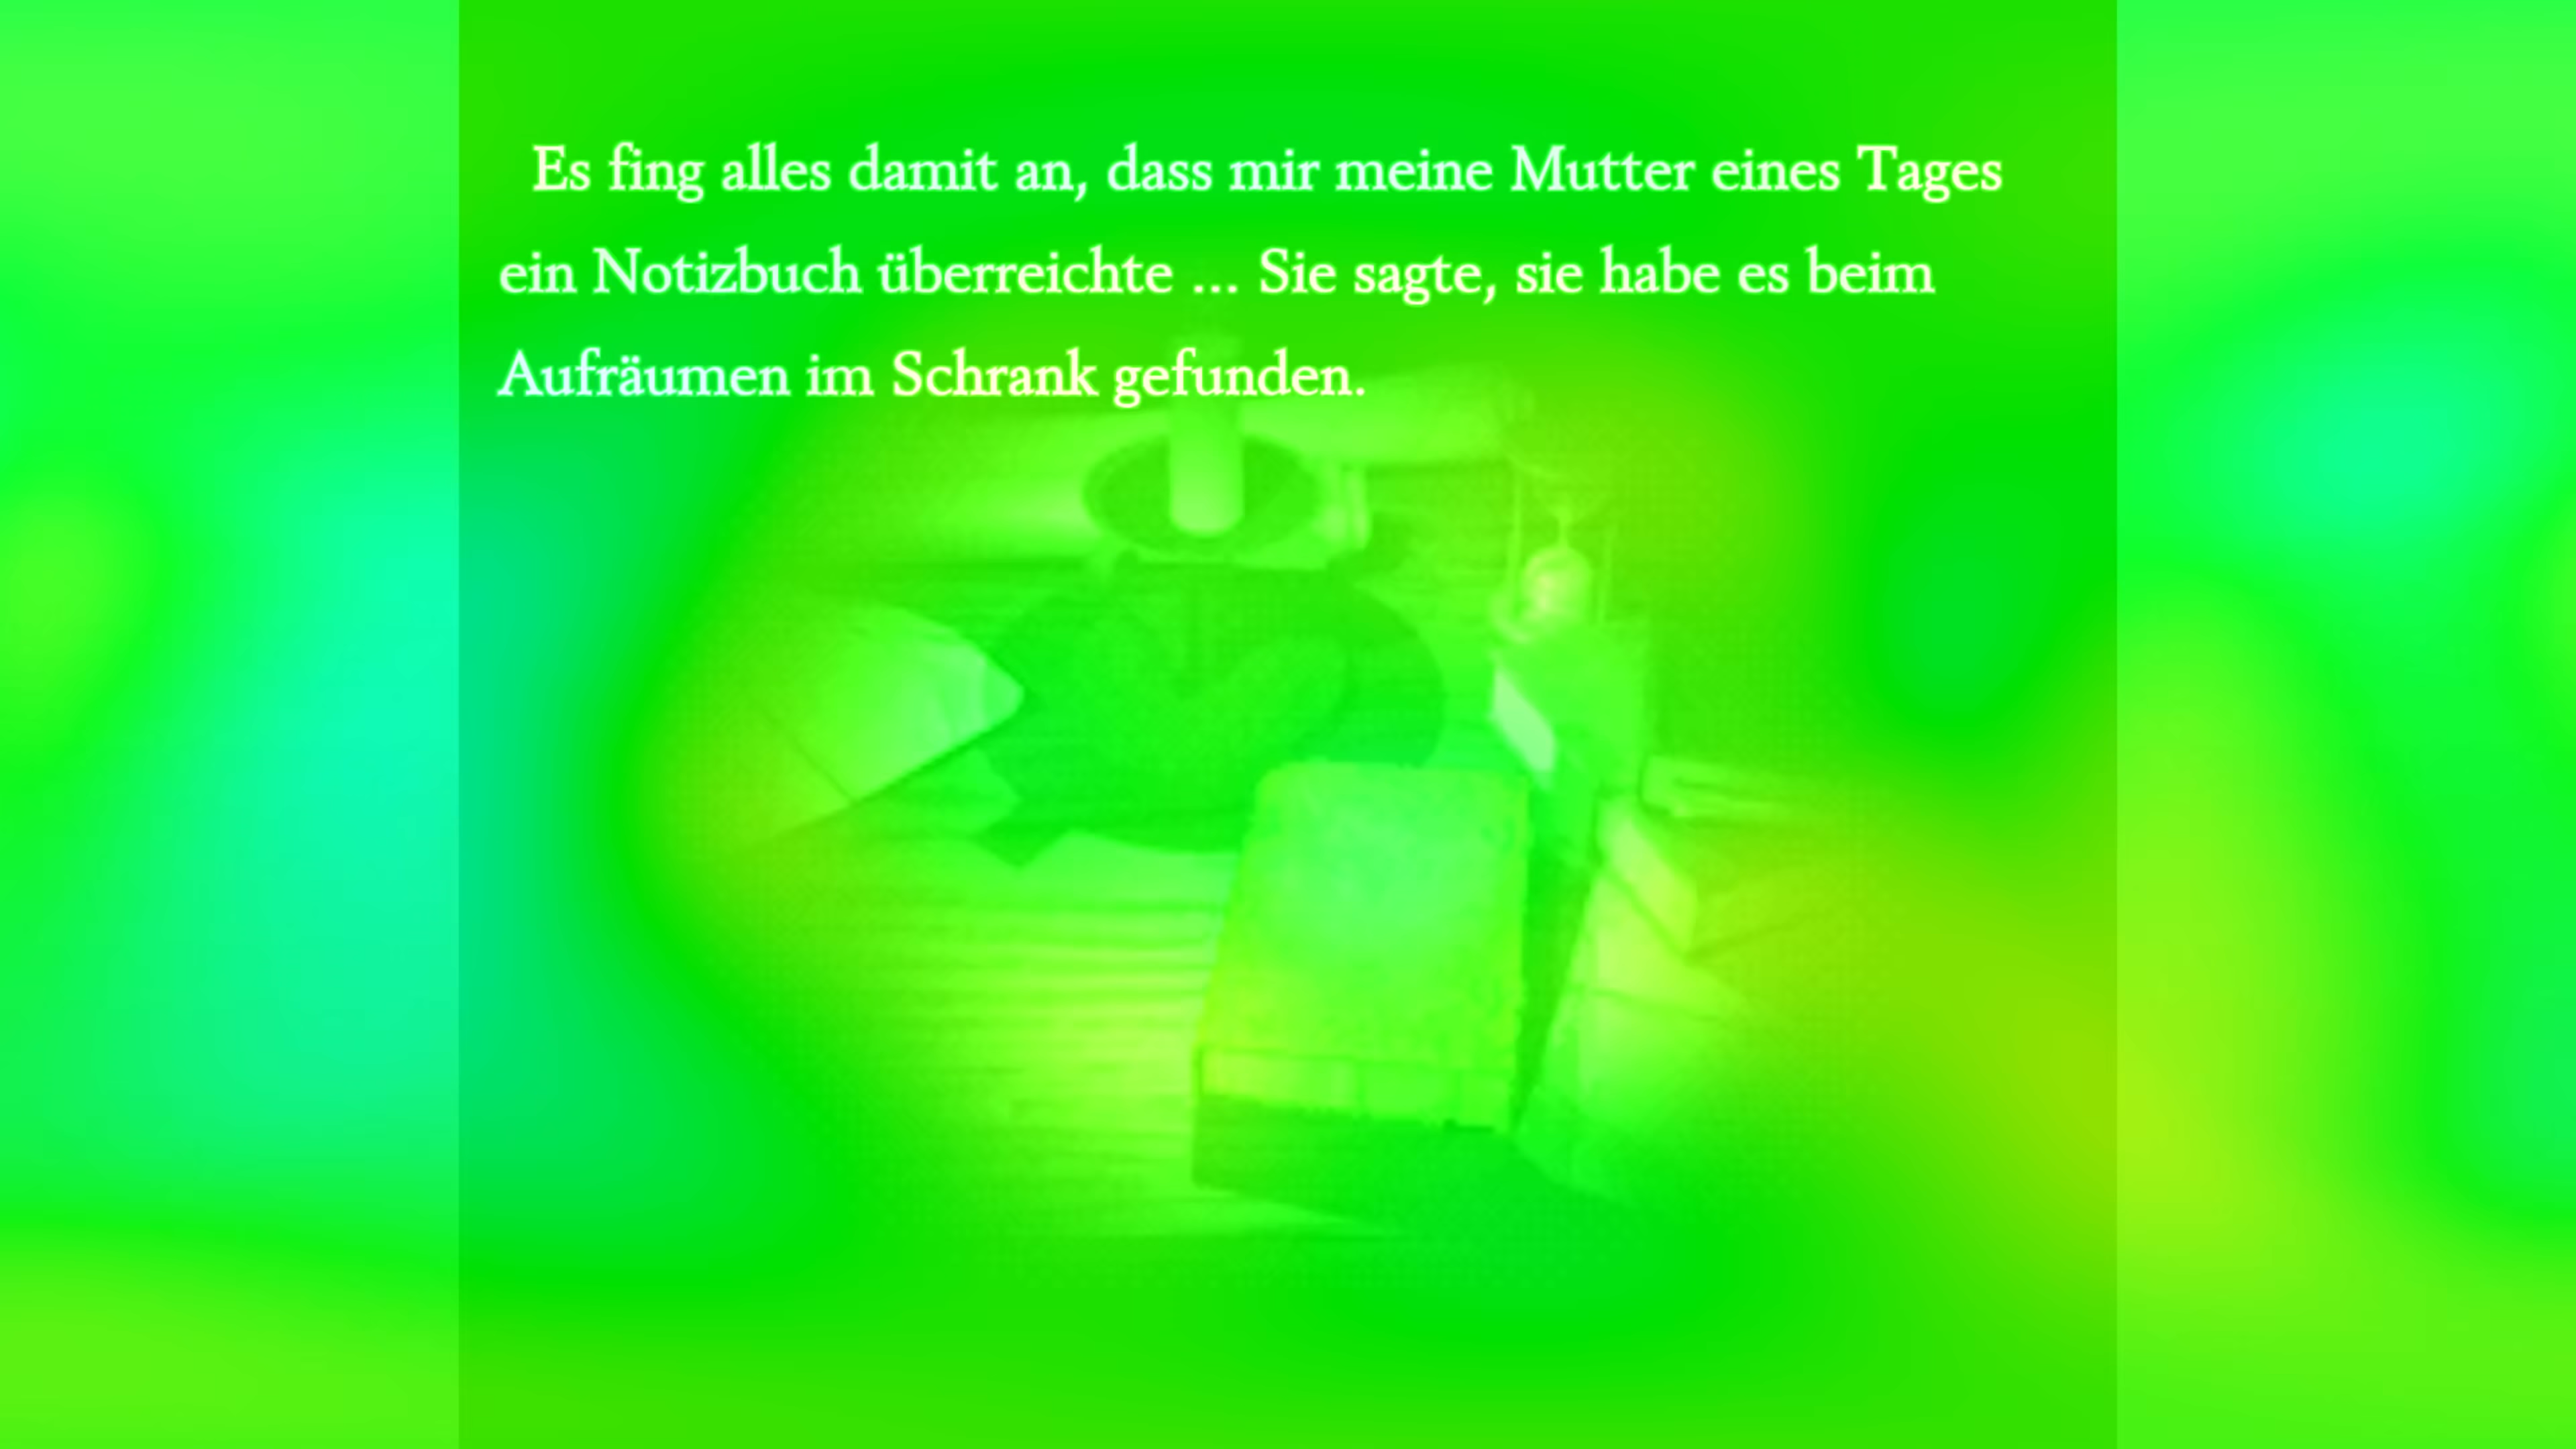 Es fing alles damit an, dass mir meine Mutter eines Tages
ein Notizbuch überreichte ... Sie sagte, sie habe es beim
Aufräumen im Schrank gefunden.